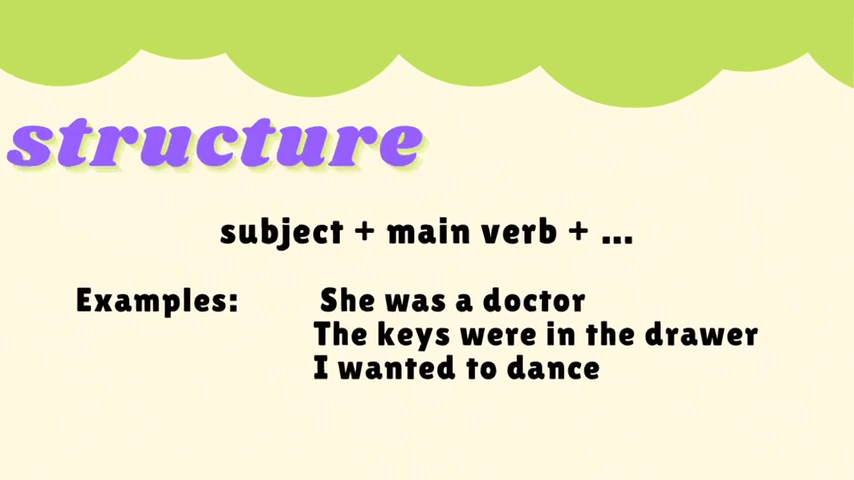 structure
subject + main verb + ...
Examples: She was a doctor
The keys were in the drawer
I wanted to dance